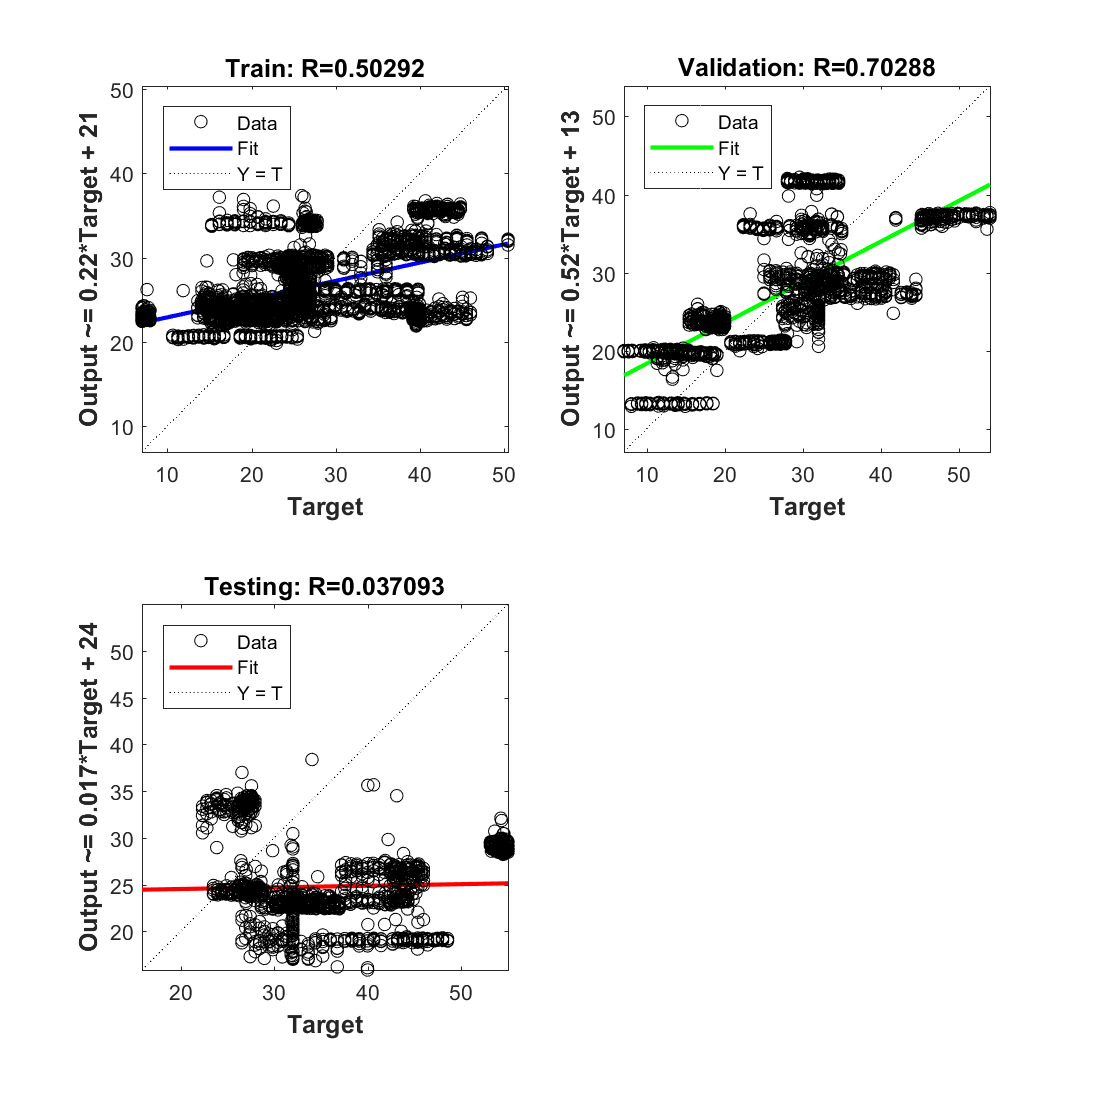 Train: R=0.50292
Output ~= 0.22*Target + 21
50
40
30
20
10
Data
Fit
Y = T
10 20 30 40 50
Target
Validation: R=0.70288
Output ~= 0.52*Target + 13
50
40
30
20
10
Data
Fit
Y = T
10 20 30 40 50
Target
Testing: R=0.037093
Output ~= 0.017*Target + 24
50
45
40
35
30
25
20
Data
Fit
Y = T
20 30 40 50
Target